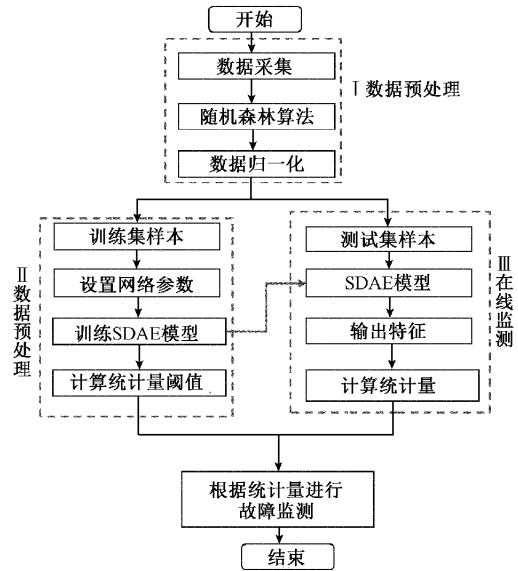 开始
数据采集
随机森林算法
数据归一化
Ⅰ数据预处理
训练集样本
设置网络参数
训练SDAE模型
计算统计量阈值
Ⅱ数据预处理
测试集样本
SDAE模型
输出特征
计算统计量
Ⅲ在线监测
根据统计量进行
故障监测
结束